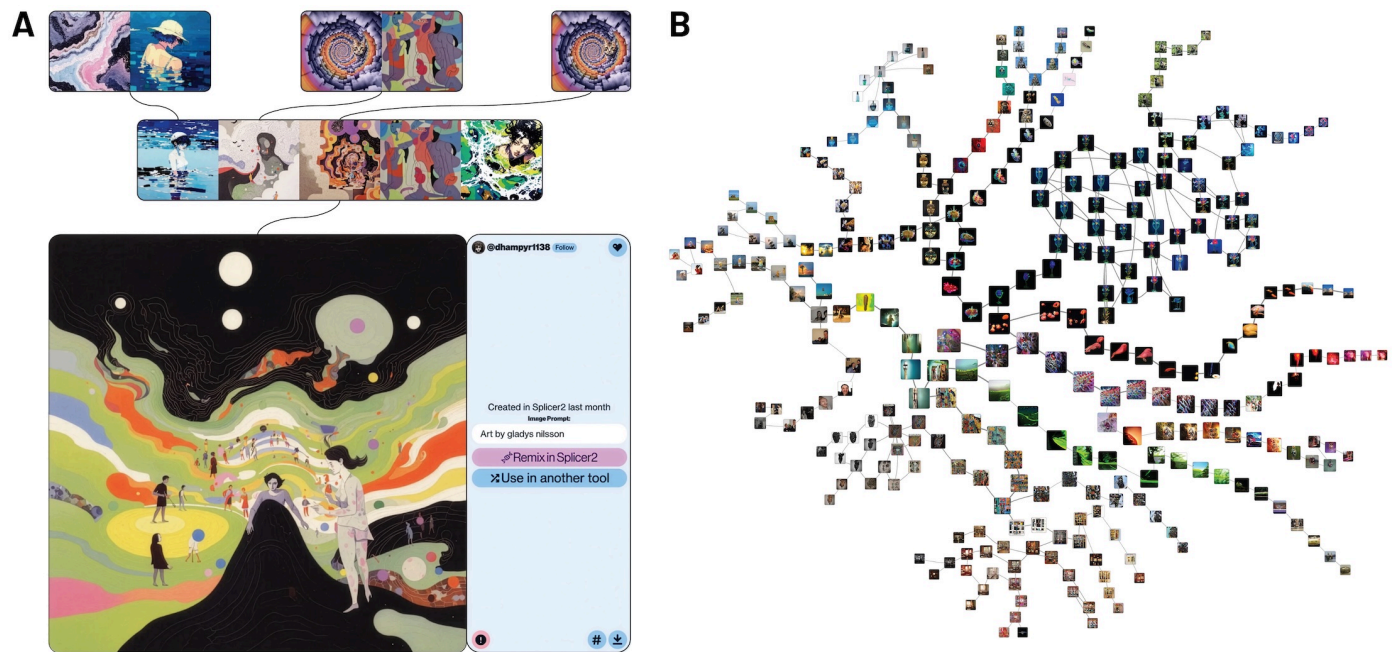 A
B
@dhampyr1138 Follow
Created in Splicer2 last month
Image Prompt:
Art by gladys nilsson
Remix in Splicer2
Use in another tool
#